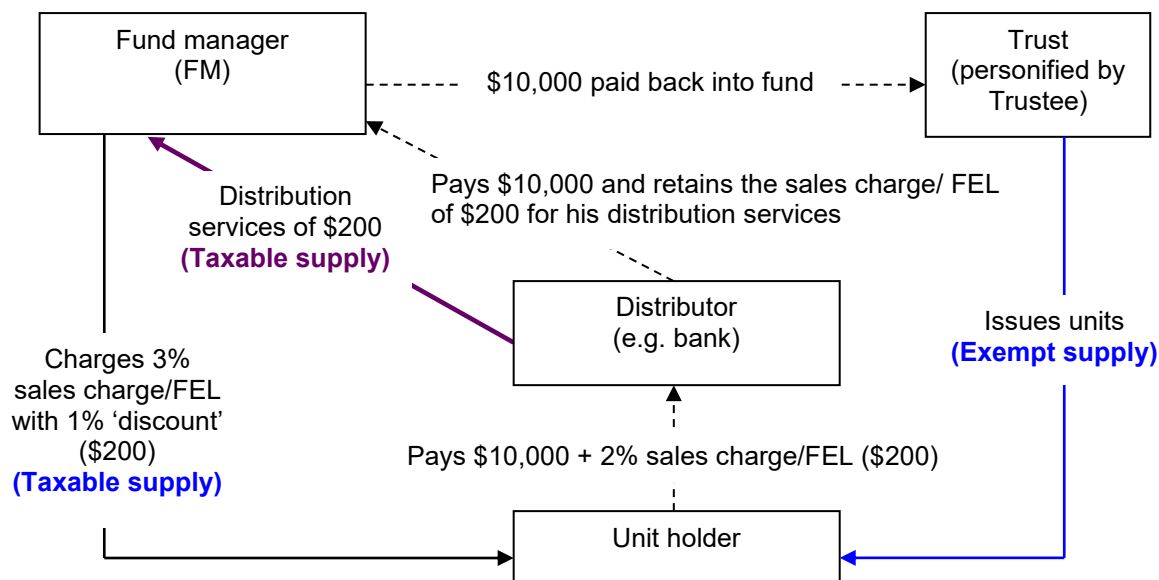 Fund manager
(FM)
$10,000 paid back into fund
Trust
(personified by
Trustee)
Pays $10,000 and retains the sales charge/ FEL
of $200 for his distribution services
Distribution
services of $200
(Taxable supply)
Distributor
(e.g. bank)
Issues units
(Exempt supply)
Charges 3%
sales charge/FEL
with 1% ‘discount’
($200)
(Taxable supply)
Pays $10,000 + 2% sales charge/FEL ($200)
Unit holder